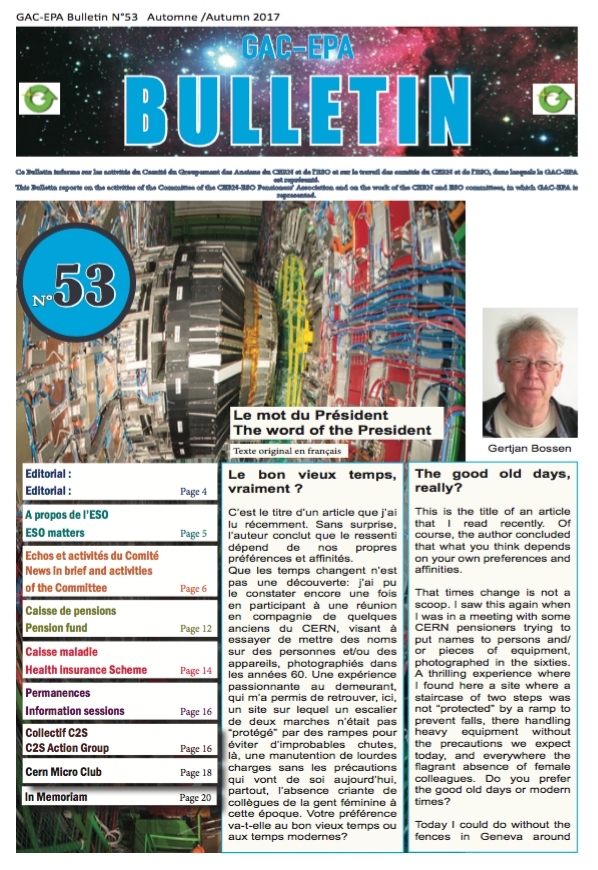 GAC-EPA Bulletin N°53 Automne /Autumn 2017
GAC-EPA
BULLETIN
Ce Bulletin informe sur les activités du Comité du Groupement des Anciens du CERN et de l'ESO et sur le travail des comités du CERN et de l'ESO, dans lesquels le GAC-EPA
est représenté.
This Bulletin reports on the activities of the Committee of the CERN-ESO Pensioners' Association and on the work of the CERN and ESO committees, in which GAC-EPA is
represented.
N°53
Le mot du Président
The word of the President
Texte original en français
Gertjan Bossen
Editorial :
Editorial : Page 4
A propos de l'ESO
ESO matters Page 5
Echos et activités du Comité
News in brief and activities
of the Committee Page 6
Caisse de pensions
Pension fund Page 12
Caisse maladie
Health Insurance Scheme Page 14
Permanences
Information sessions Page 16
Collectif C2S
C2S Action Group Page 16
Cern Micro Club Page 18
In Memoriam Page 20
Le bon vieux temps,
vraiment ?
C'est le titre d'un article que j'ai
lu récemment. Sans surprise,
l'auteur conclut que le ressenti
dépend de nos propres
préférences et affinités.
Que les temps changent n'est
pas une découverte: j'ai pu
le constater encore une fois
en participant à une réunion
en compagnie de quelques
anciens du CERN, visant à
essayer de mettre des noms
sur des personnes et/ou des
appareils, photographiés dans
les années 60. Une expérience
passionnante au demeurant,
qui m'a permis de retrouver, ici,
un site sur lequel un escalier
de deux marches n'était pas
"protégé" par des rampes pour
éviter d'improbables chutes,
là, une manutention de lourdes
charges sans les précautions
qui vont de soi aujourd'hui,
partout, l'absence criante de
collègues de la gent féminine à
cette époque. Votre préférence
va-t-elle au bon vieux temps ou
aux temps modernes?
The good old days,
really?
This is the title of an article
that I read recently. Of
course, the author concluded
that what you think depends
on your own preferences and
affinities.
That times change is not a
scoop. I saw this again when
I was in a meeting with some
CERN pensioners trying to
put names to persons and/
or pieces of equipment,
photographed in the sixties.
A thrilling experience where
I found here a site where a
staircase of two steps was
not "protected" by a ramp to
prevent falls, there handling
heavy equipment without
the precautions we expect
today, and everywhere the
flagrant absence of female
colleagues. Do you prefer
the good old days or modern
times?
Today I could do without the
fences in Geneva around